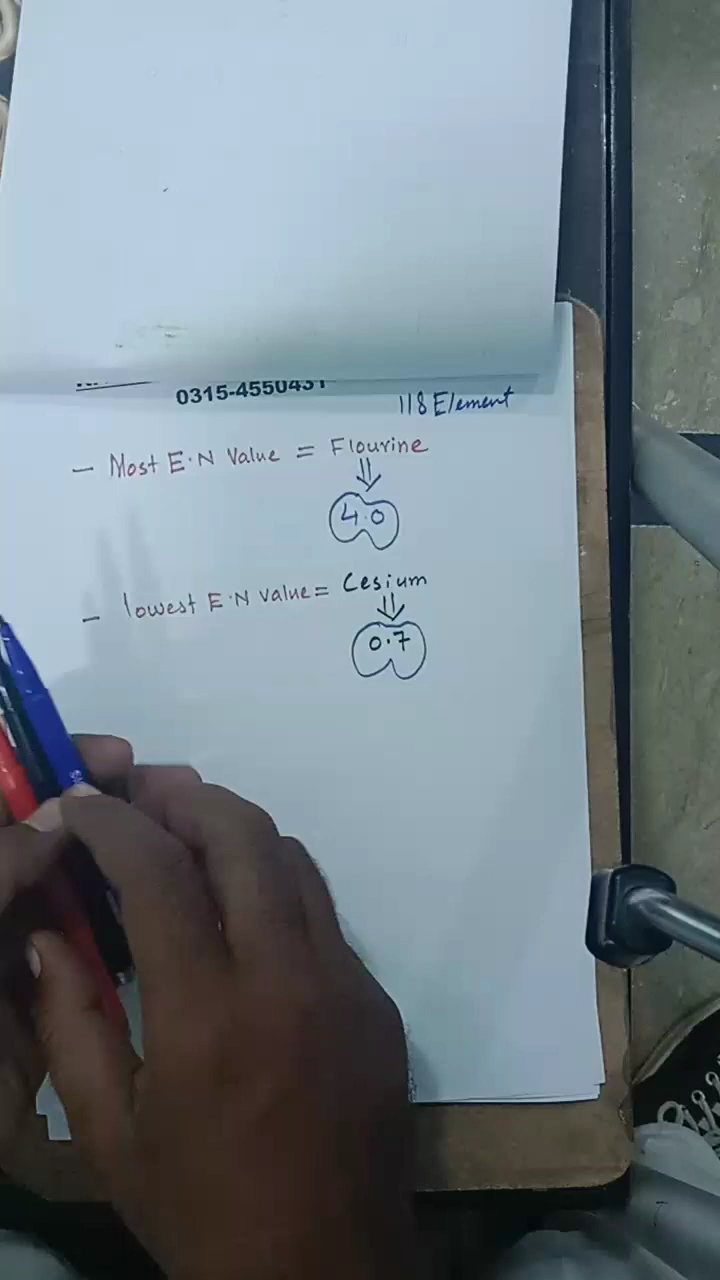 0315-4550431
118 Element
- Most E.N Value = Flourine
4.0
- lowest E.N value = Cesium
0.7